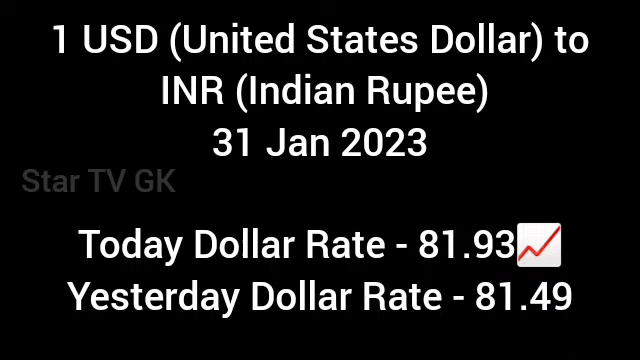 1 USD (United States Dollar) to
INR (Indian Rupee)
31 Jan 2023
Star TV GK
Today Dollar Rate - 81.93📈
Yesterday Dollar Rate - 81.49